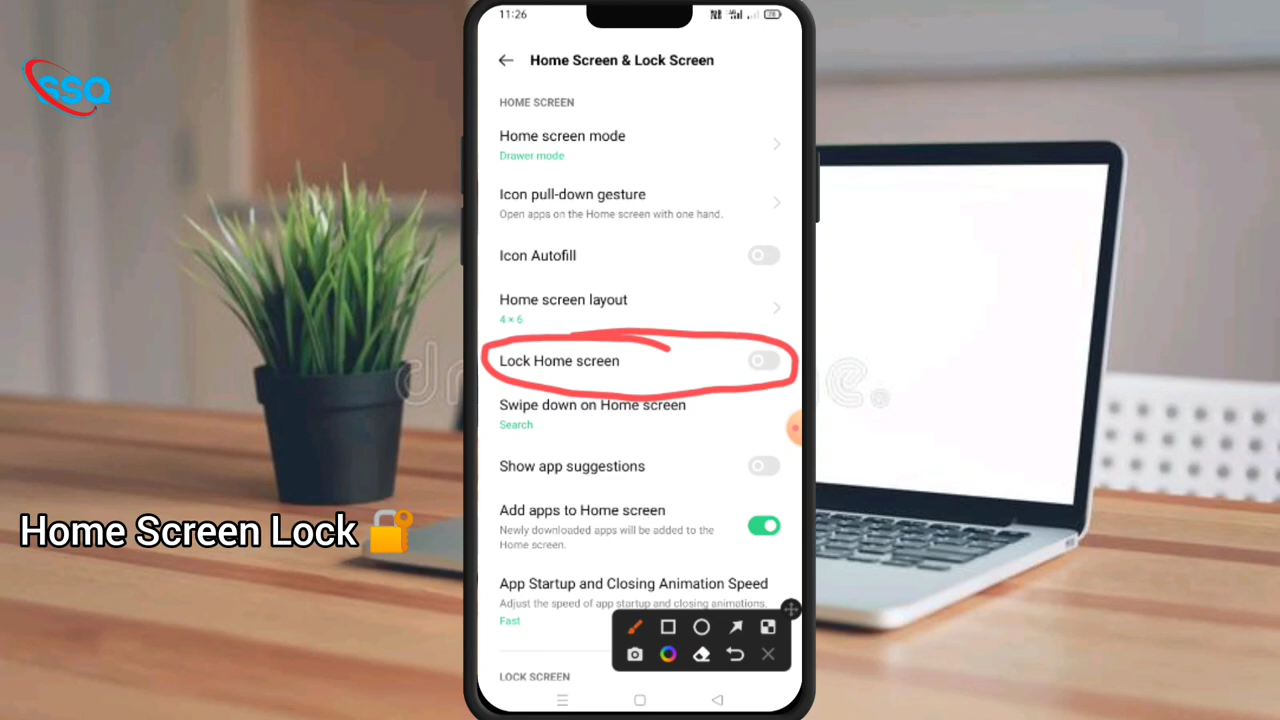 11:26
SSQ
Home Screen & Lock Screen
HOME SCREEN
Home screen mode
Drawer mode
Icon pull-down gesture
Open apps on the Home screen with one hand.
Icon Autofill
Home screen layout
4 × 6
Lock Home screen
Swipe down on Home screen
Search
Show app suggestions
Add apps to Home screen
Newly downloaded apps will be added to the
Home screen.
App Startup and Closing Animation Speed
Adjust the speed of app startup and closing animations.
Fast
LOCK SCREEN
Home Screen Lock